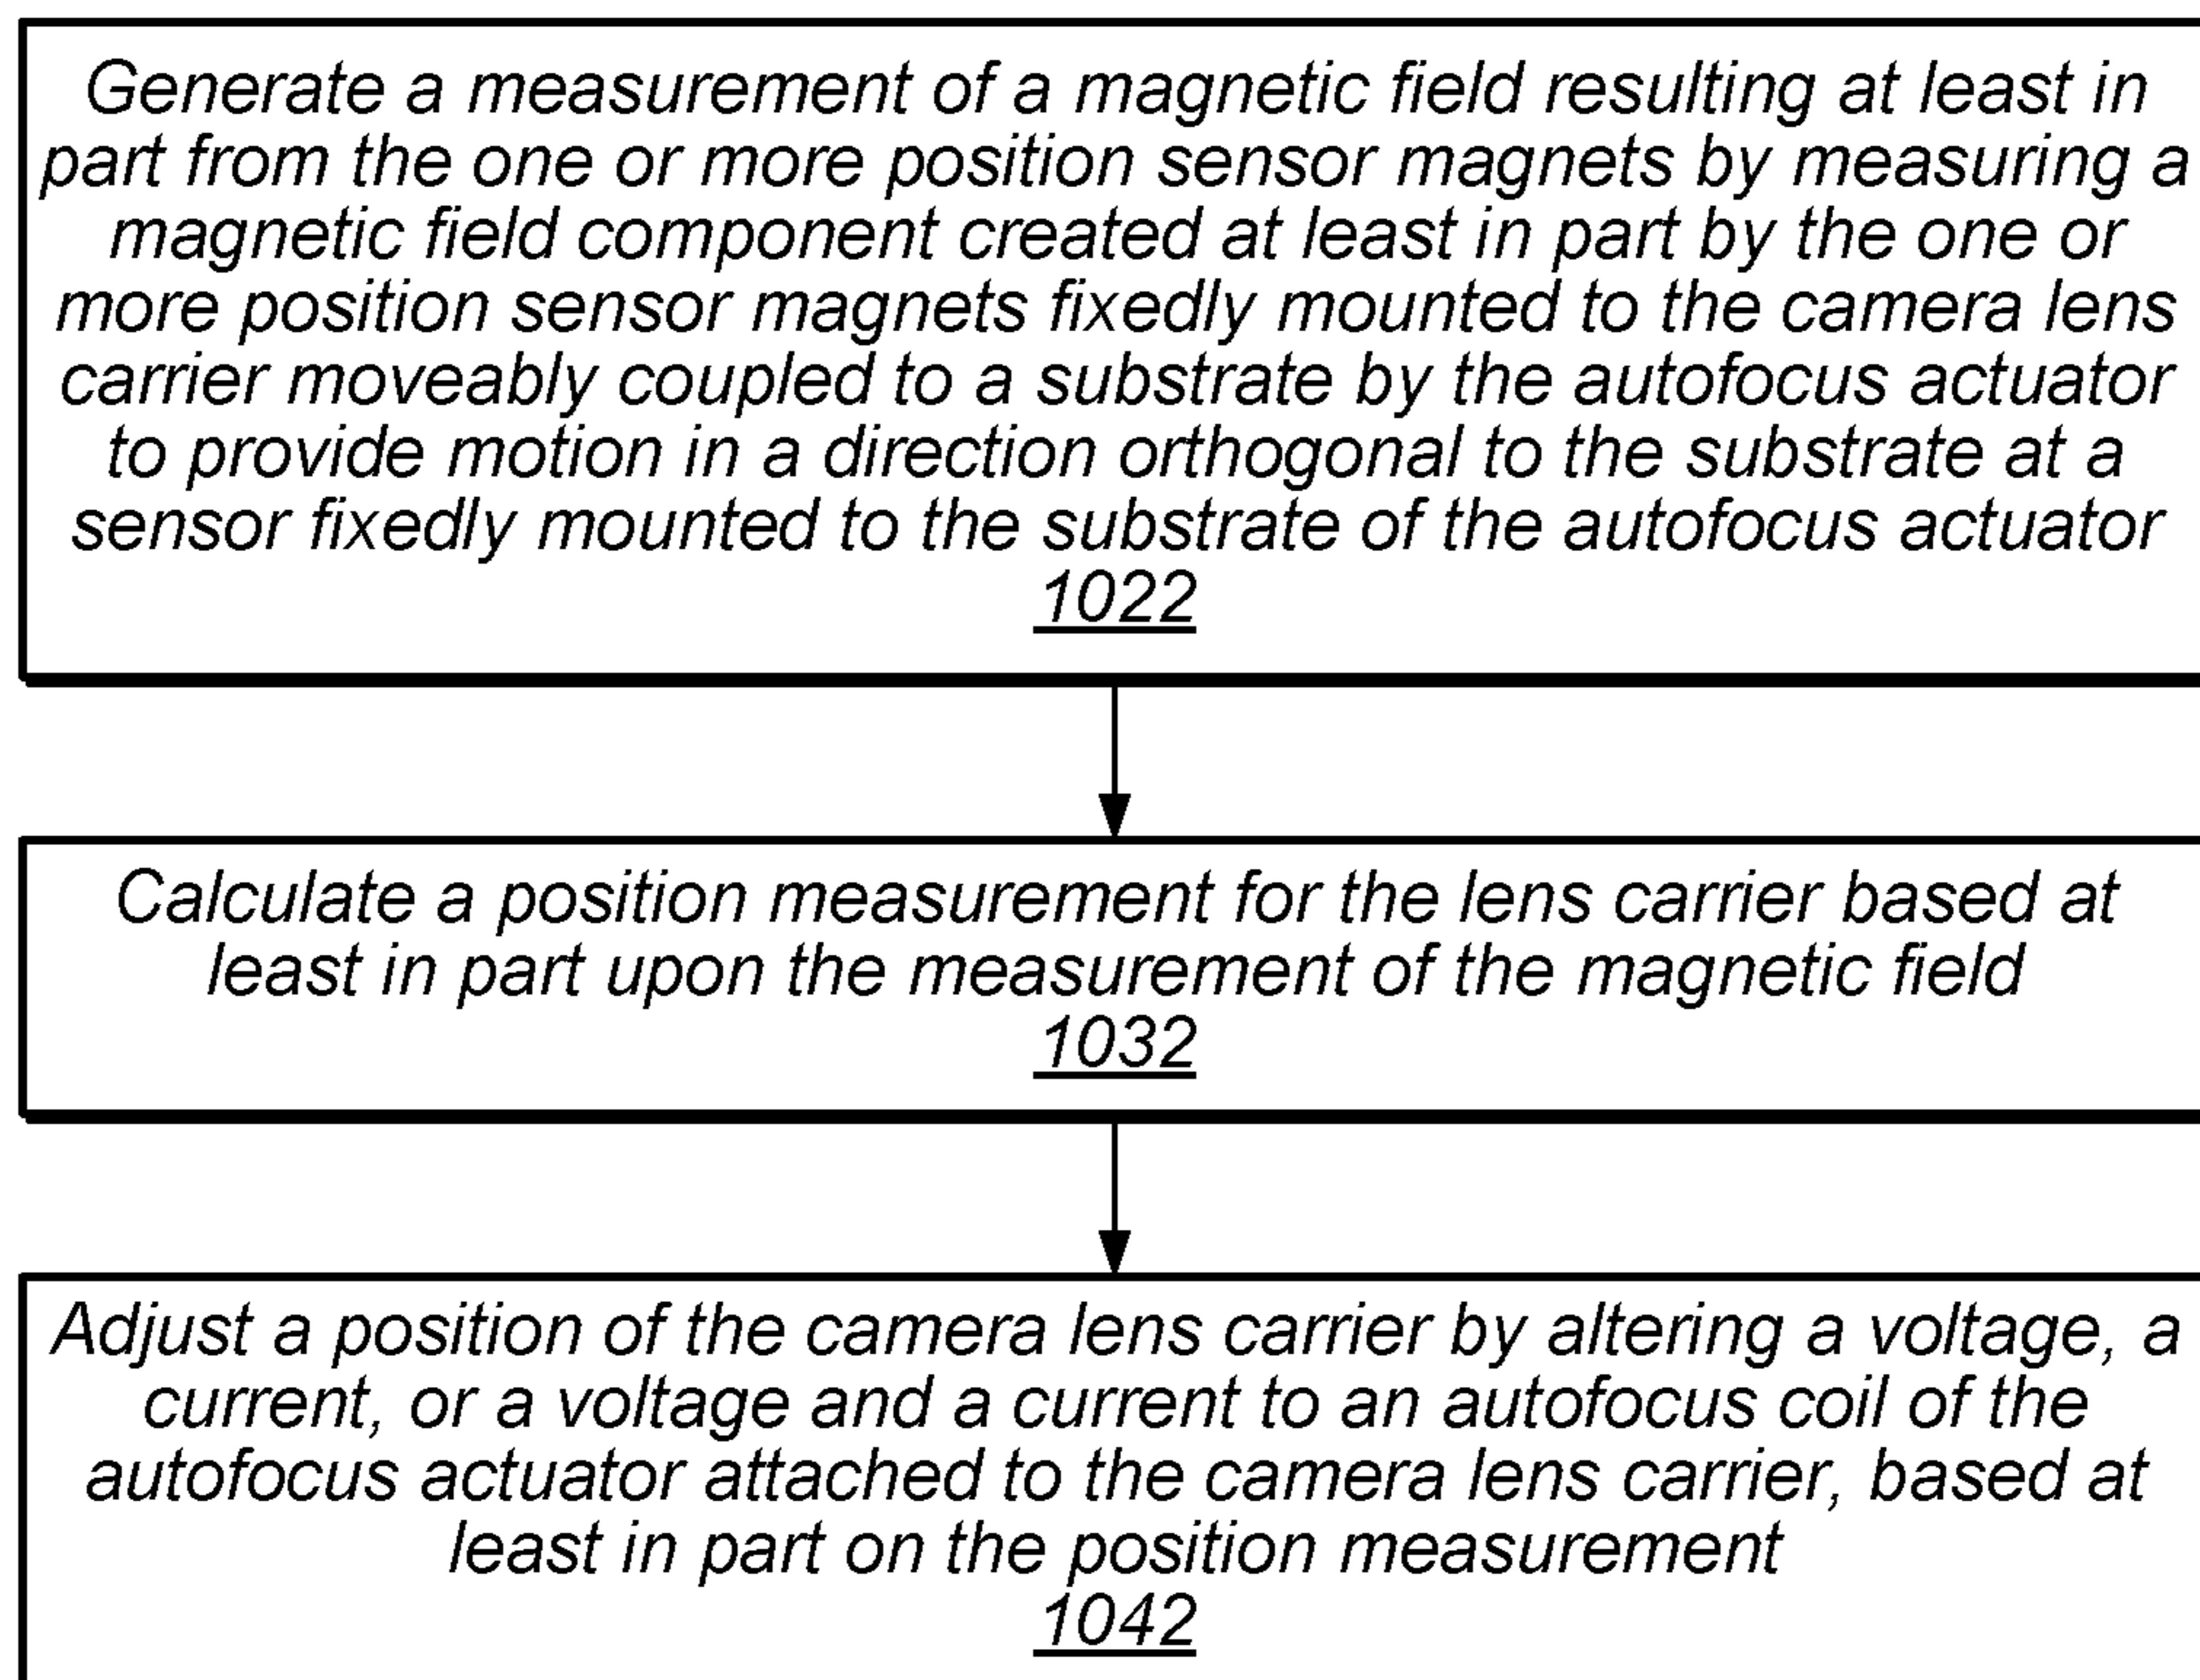 Generate a measurement of a magnetic field resulting at least in
part from the one or more position sensor magnets by measuring a
magnetic field component created at least in part by the one or
more position sensor magnets fixedly mounted to the camera lens
carrier moveably coupled to a substrate by the autofocus actuator
to provide motion in a direction orthogonal to the substrate at a
sensor fixedly mounted to the substrate of the autofocus actuator
1022
Calculate a position measurement for the lens carrier based at
least in part upon the measurement of the magnetic field
1032
Adjust a position of the camera lens carrier by altering a voltage, a
current, or a voltage and a current to an autofocus coil of the
autofocus actuator attached to the camera lens carrier, based at
least in part on the position measurement
1042